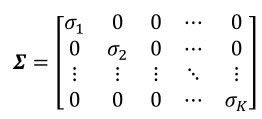 σ₁ 0 0 ⋯ 0
0 σ₂ 0 ⋯ 0
𝜮 = ⋮ ⋮ ⋮ ⋱ ⋮
0 0 0 ⋯ σ_K